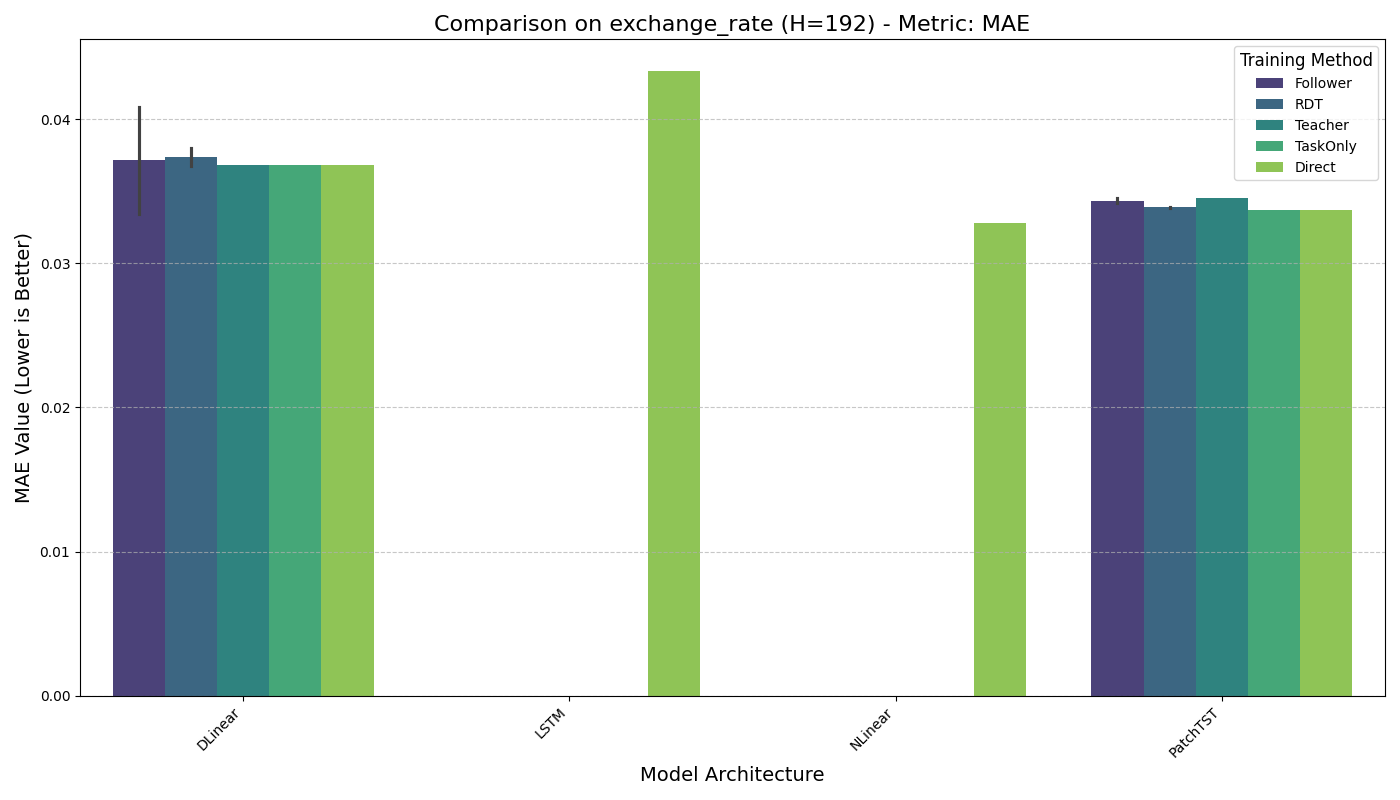 Comparison on exchange_rate (H=192) - Metric: MAE
MAE Value (Lower is Better)
0.04
0.03
0.02
0.01
0.00
Training Method
Follower
RDT
Teacher
TaskOnly
Direct
DLinear
LSTM
NLinear
PatchTST
Model Architecture